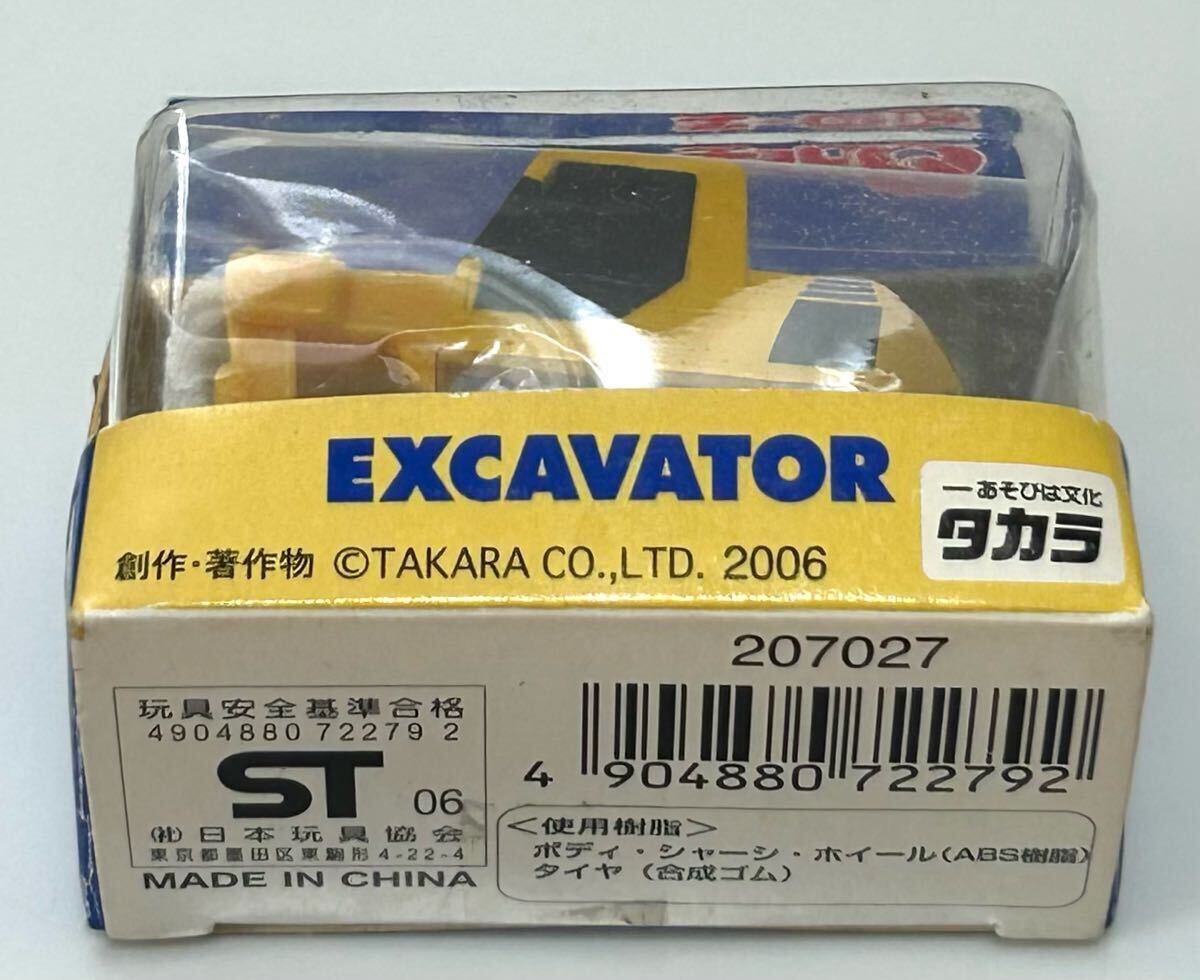 EXCAVATOR
創作・著作物 ©TAKARA CO.,LTD. 2006
―あそびは文化
タカラ
207027
玩具安全基準合格
4904880 72279 2
ST 06
(社)日本玩具協会
東京都墨田区東駒形 4-22-4
MADE IN CHINA
4 904880 722792
<使用樹脂>
ボディ・シャーシ・ホイール(ABS樹脂)
タイヤ (合成ゴム)